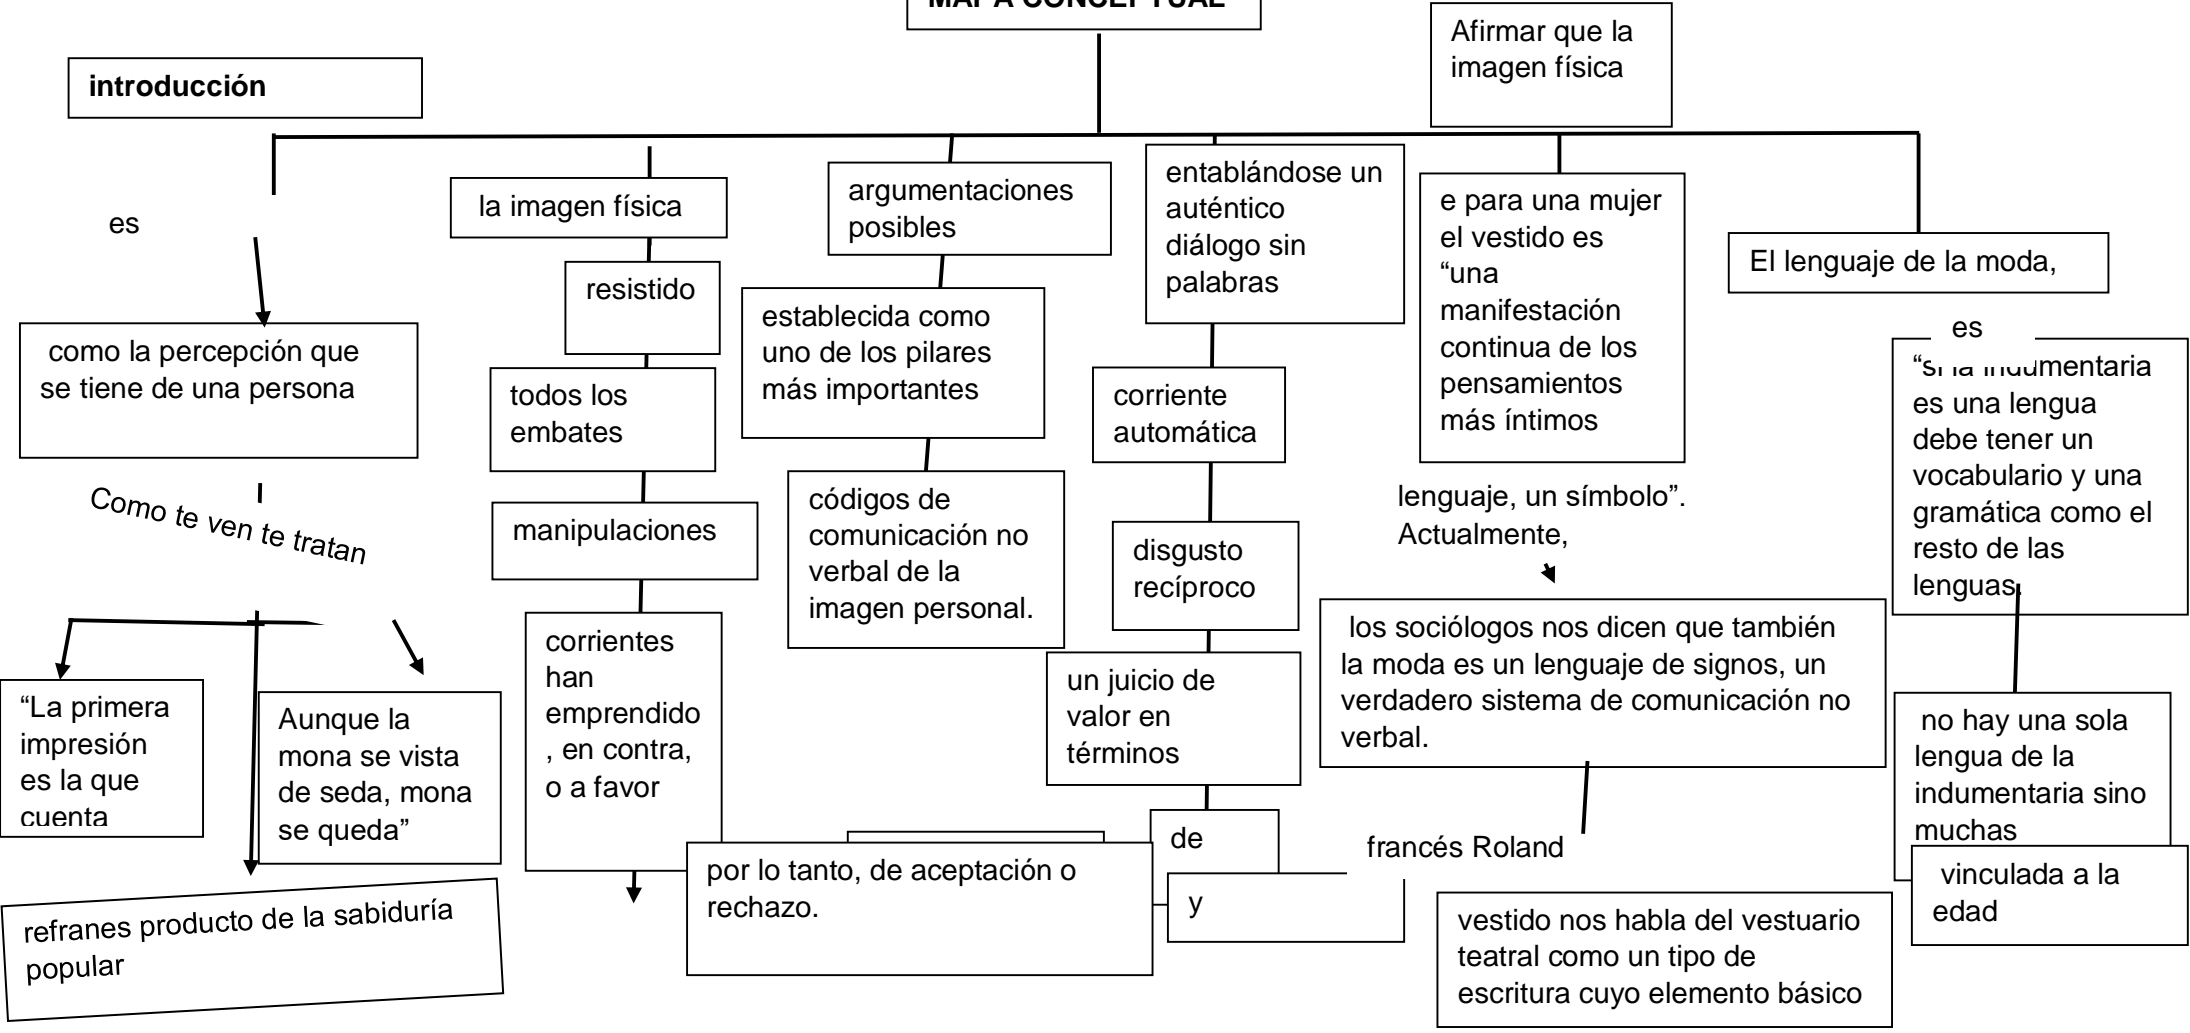 MAPA CONCEPTUAL
Afirmar que la
imagen física
introducción
es
como la percepción que
se tiene de una persona
Como te ven te tratan
“La primera
impresión
es la que
cuenta
Aunque la
mona se vista
de seda, mona
se queda”
refranes producto de la sabiduría
popular
la imagen física
resistido
todos los
embates
manipulaciones
corrientes
han
emprendido
, en contra,
o a favor
argumentaciones
posibles
establecida como
uno de los pilares
más importantes
códigos de
comunicación no
verbal de la
imagen personal.
entablándose un
auténtico
diálogo sin
palabras
corriente
automática
disgusto
recíproco
un juicio de
valor en
términos
de
y
por lo tanto, de aceptación o
rechazo.
e para una mujer
el vestido es
“una
manifestación
continua de los
pensamientos
más íntimos
lenguaje, un símbolo”.
Actualmente,
los sociólogos nos dicen que también
la moda es un lenguaje de signos, un
verdadero sistema de comunicación no
verbal.
francés Roland
vestido nos habla del vestuario
teatral como un tipo de
escritura cuyo elemento básico
El lenguaje de la moda,
es
“si la indumentaria
es una lengua
debe tener un
vocabulario y una
gramática como el
resto de las
lenguas.
no hay una sola
lengua de la
indumentaria sino
muchas
vinculada a la
edad